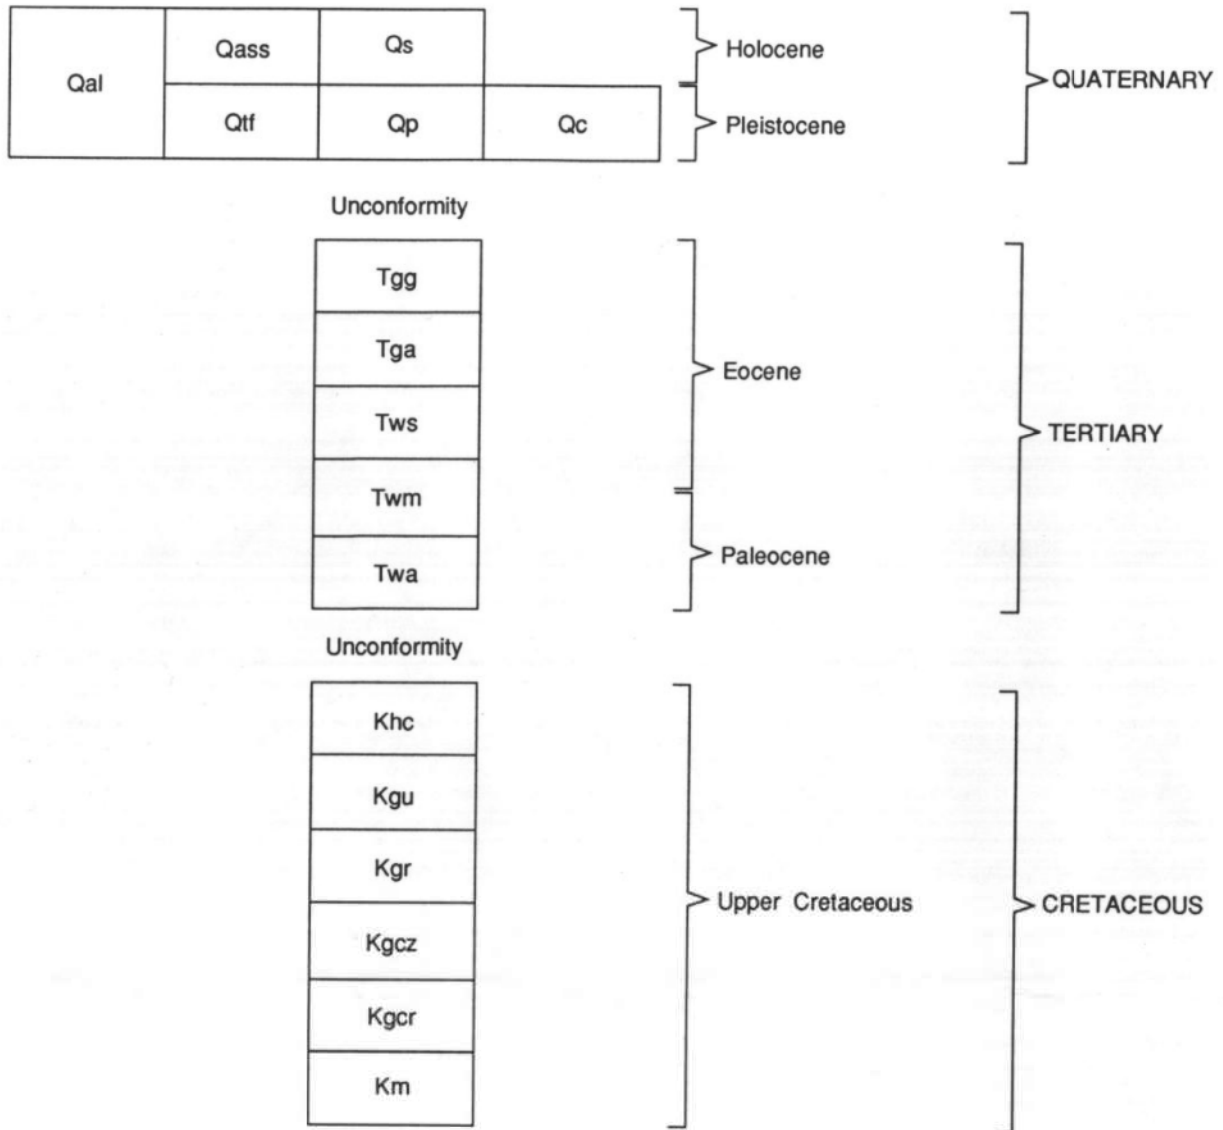 Qal Qass Qs Holocene QUATERNARY
Qtf Qp Qc Pleistocene
Unconformity
Tgg
Tga
Eocene
Tws
TERTIARY
Twm
Twa
Paleocene
Unconformity
Khc
Kgu
Kgr
Upper Cretaceous
CRETACEOUS
Kgcz
Kgcr
Km